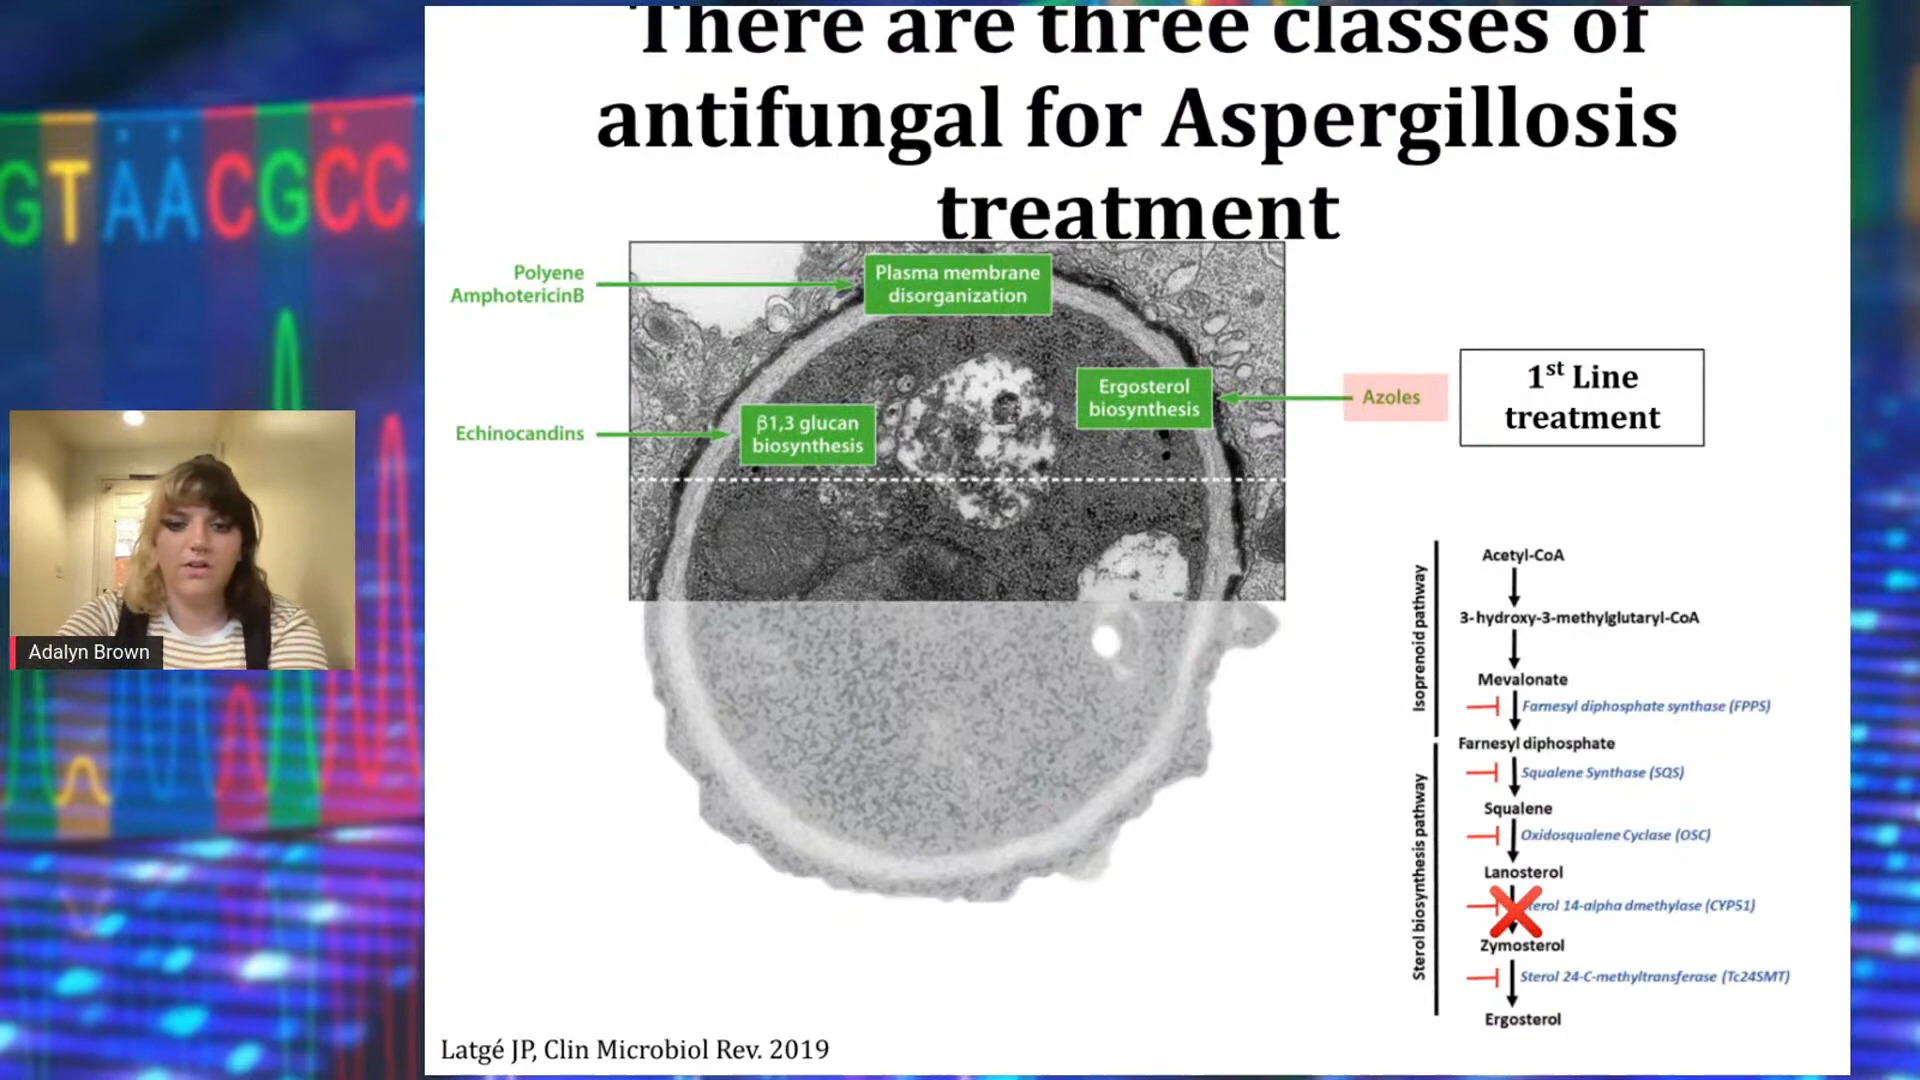 There are three classes of
antifungal for Aspergillosis
treatment
GTAACGCC
Polyene
AmphotericinB
Plasma membrane
disorganization
Ergosterol
biosynthesis
Azoles
1st Line
treatment
Echinocandins
β1,3 glucan
biosynthesis
Adalyn Brown
Isoprenoid pathway
Acetyl-CoA
3-hydroxy-3-methylglutaryl-CoA
Mevalonate
Farnesyl diphosphate synthase (FPPS)
Farnesyl diphosphate
Sterol biosynthesis pathway
Squalene Synthase (SQS)
Squalene
Oxidosqualene Cyclase (OSC)
Lanosterol
14-alpha dmethylase (CYP51)
Zymosterol
Sterol 24-C-methyltransferase (Tc24SMT)
Ergosterol
Latgé JP, Clin Microbiol Rev. 2019